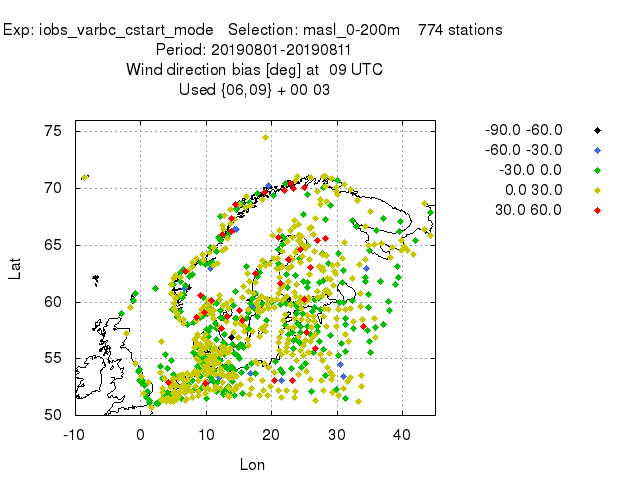 Exp: iobs_varbc_cstart_mode Selection: masl_0-200m 774 stations
Period: 20190801-20190811
Wind direction bias [deg] at 09 UTC
Used {06,09} + 00 03
-90.0 -60.0
-60.0 -30.0
-30.0 0.0
0.0 30.0
30.0 60.0
75
70
65
60
55
50
Lat
-10 0 10 20 30 40
Lon